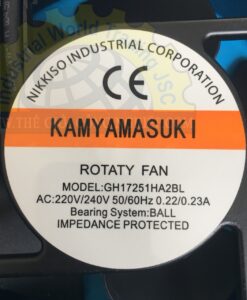 NIKKISO INDUSTRIAL CORPORATION
CE
KAMYAMASUKI
ROTATY FAN
MODEL:GH17251HA2BL
AC:220V/240V 50/60Hz 0.22/0.23A
Bearing System:BALL
IMPEDANCE PROTECTED